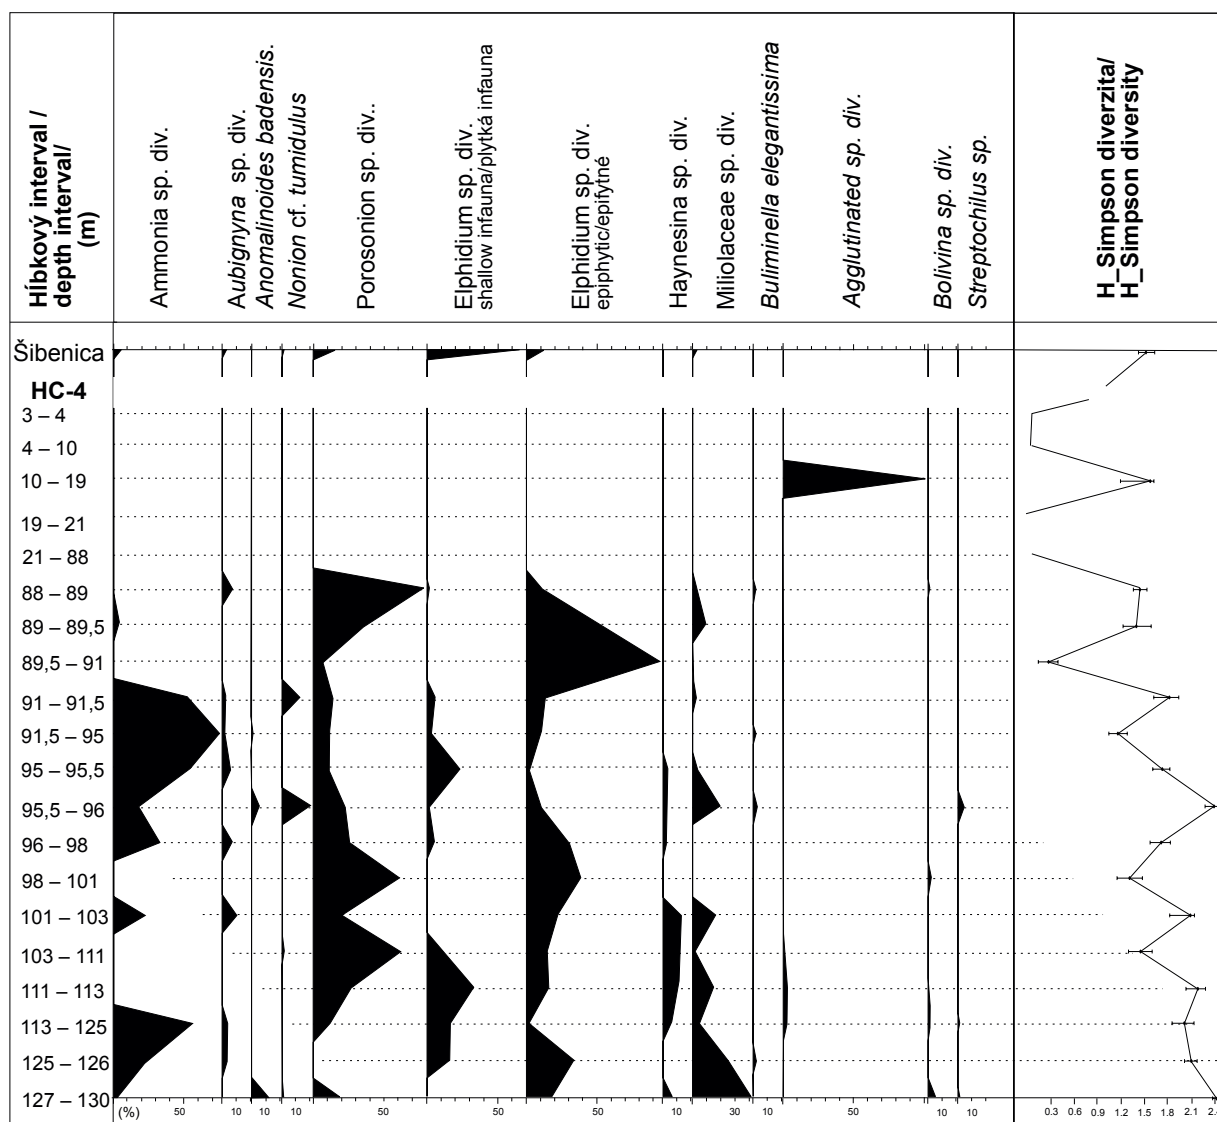 Hĺbkový interval /
depth interval/
(m)
Ammonia sp. div.
Aubignyna sp. div.
Anomalinoides badensis.
Nonion cf. tumidulus
Porosonion sp. div..
Elphidium sp. div.
shallow infauna/plytká infauna
Elphidium sp. div.
epiphytic/epifytné
Haynesina sp. div.
Miliolaceae sp. div.
Buliminella elegantissima
Agglutinated sp. div.
Bolivina sp. div.
Streptochilus sp.
H_Simpson diverzita/
H_Simpson diversity
Šibenica
HC-4
3 – 4
4 – 10
10 – 19
19 – 21
21 – 88
88 – 89
89 – 89,5
89,5 – 91
91 – 91,5
91,5 – 95
95 – 95,5
95,5 – 96
96 – 98
98 – 101
101 – 103
103 – 111
111 – 113
113 – 125
125 – 126
127 – 130
(%) 50 10 10 10 50 50 50 10 30 10 50 10 10 0.3 0.6 0.9 1.2 1.5 1.8 2.1 2.4